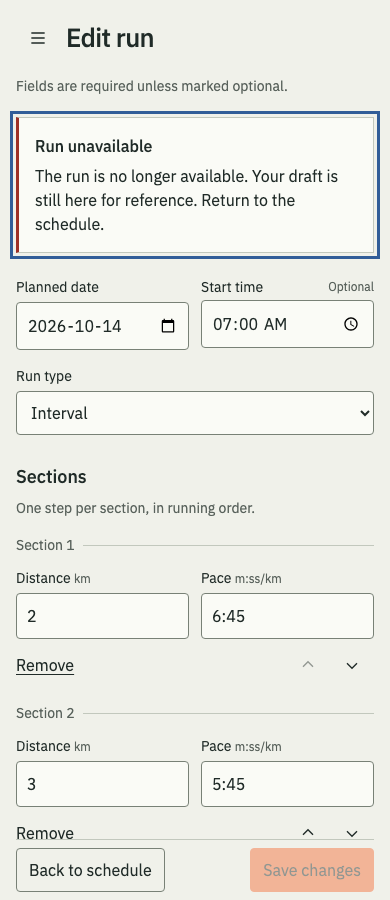 Edit run
Fields are required unless marked optional.
Run unavailable
The run is no longer available. Your draft is
still here for reference. Return to the
schedule.
Planned date
Start time Optional
2026-10-14
07:00 AM
Run type
Interval
Sections
One step per section, in running order.
Section 1
Distance km
Pace m:ss/km
2
6:45
Remove
Section 2
Distance km
Pace m:ss/km
3
5:45
Remove
Back to schedule
Save changes